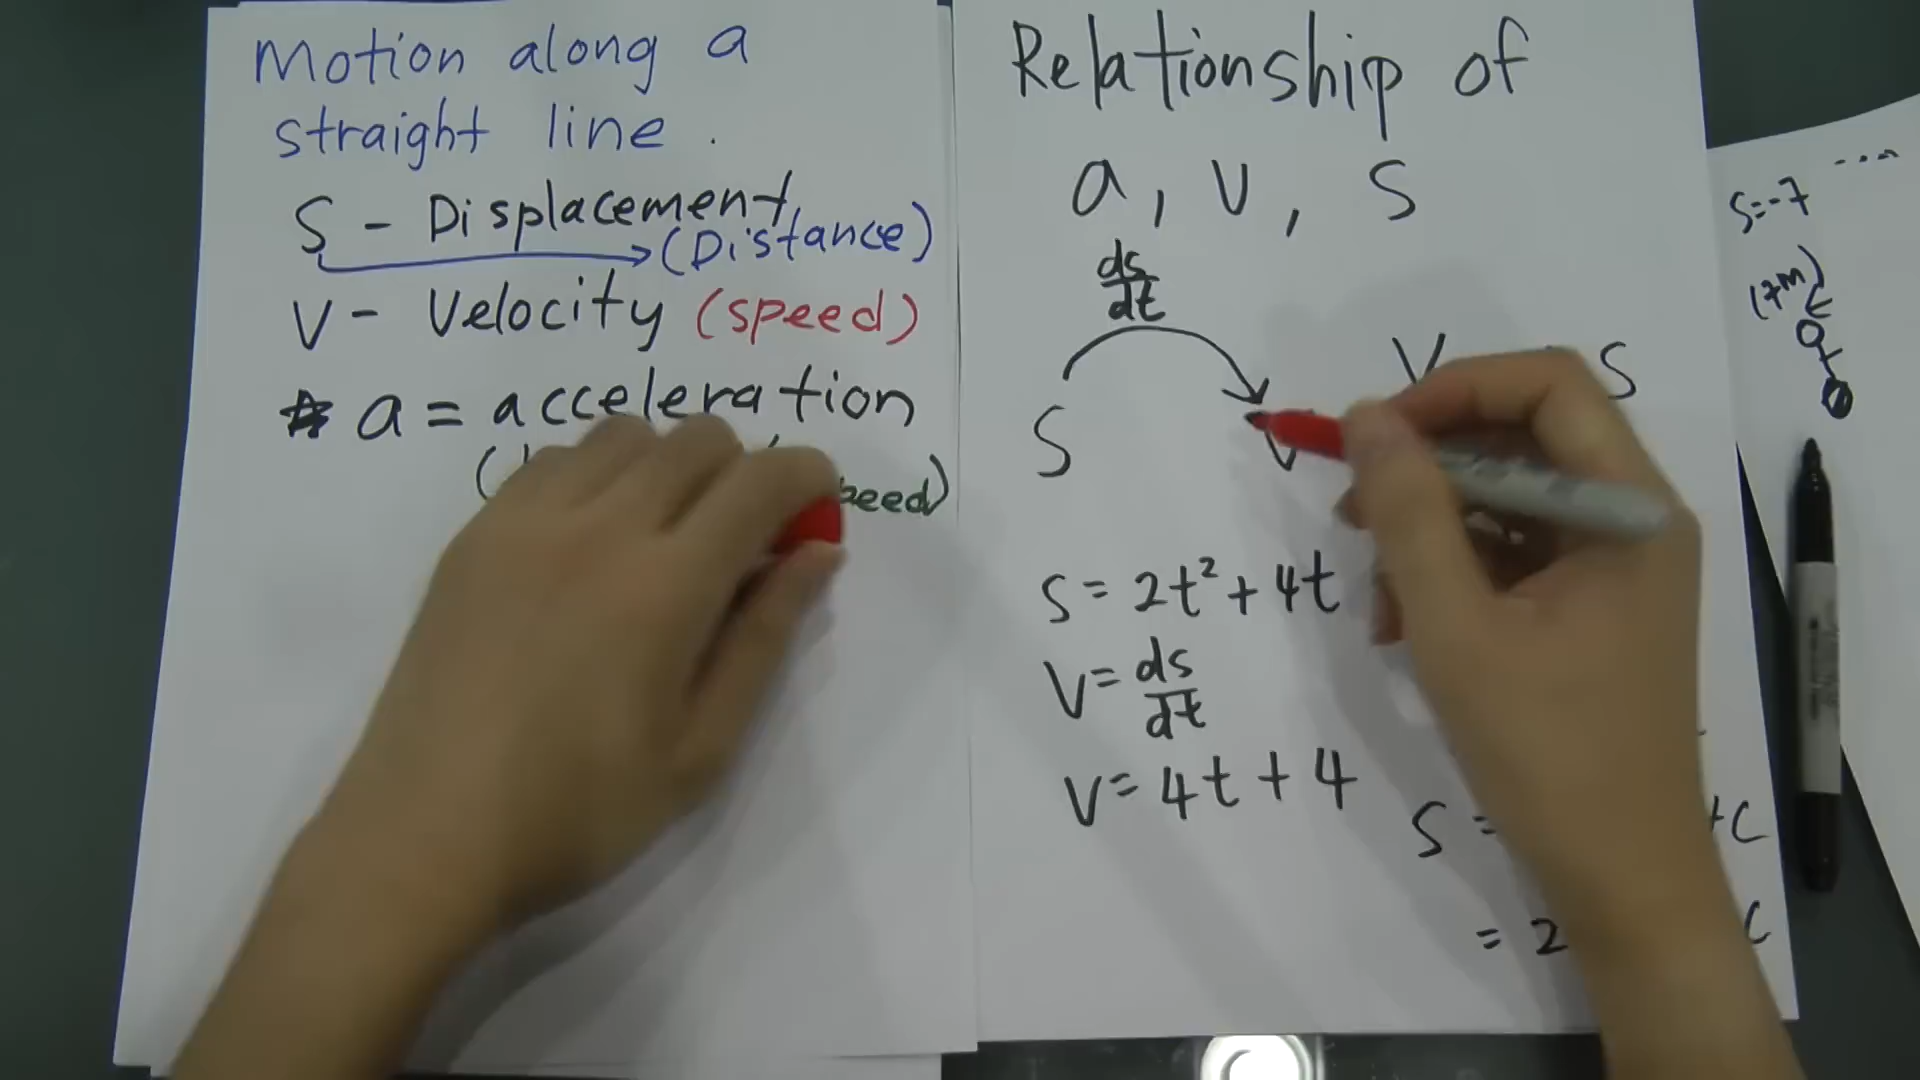 Motion along a
straight line.
S - Displacement
(Distance)
V - Velocity (speed)
* a = acceleration
Relationship of
a, v, s
ds
dt
S
V S
S = 2t² + 4t
V = ds
dt
V = 4t + 4
S =
+ C
= 2
C
S=-7
(7m)